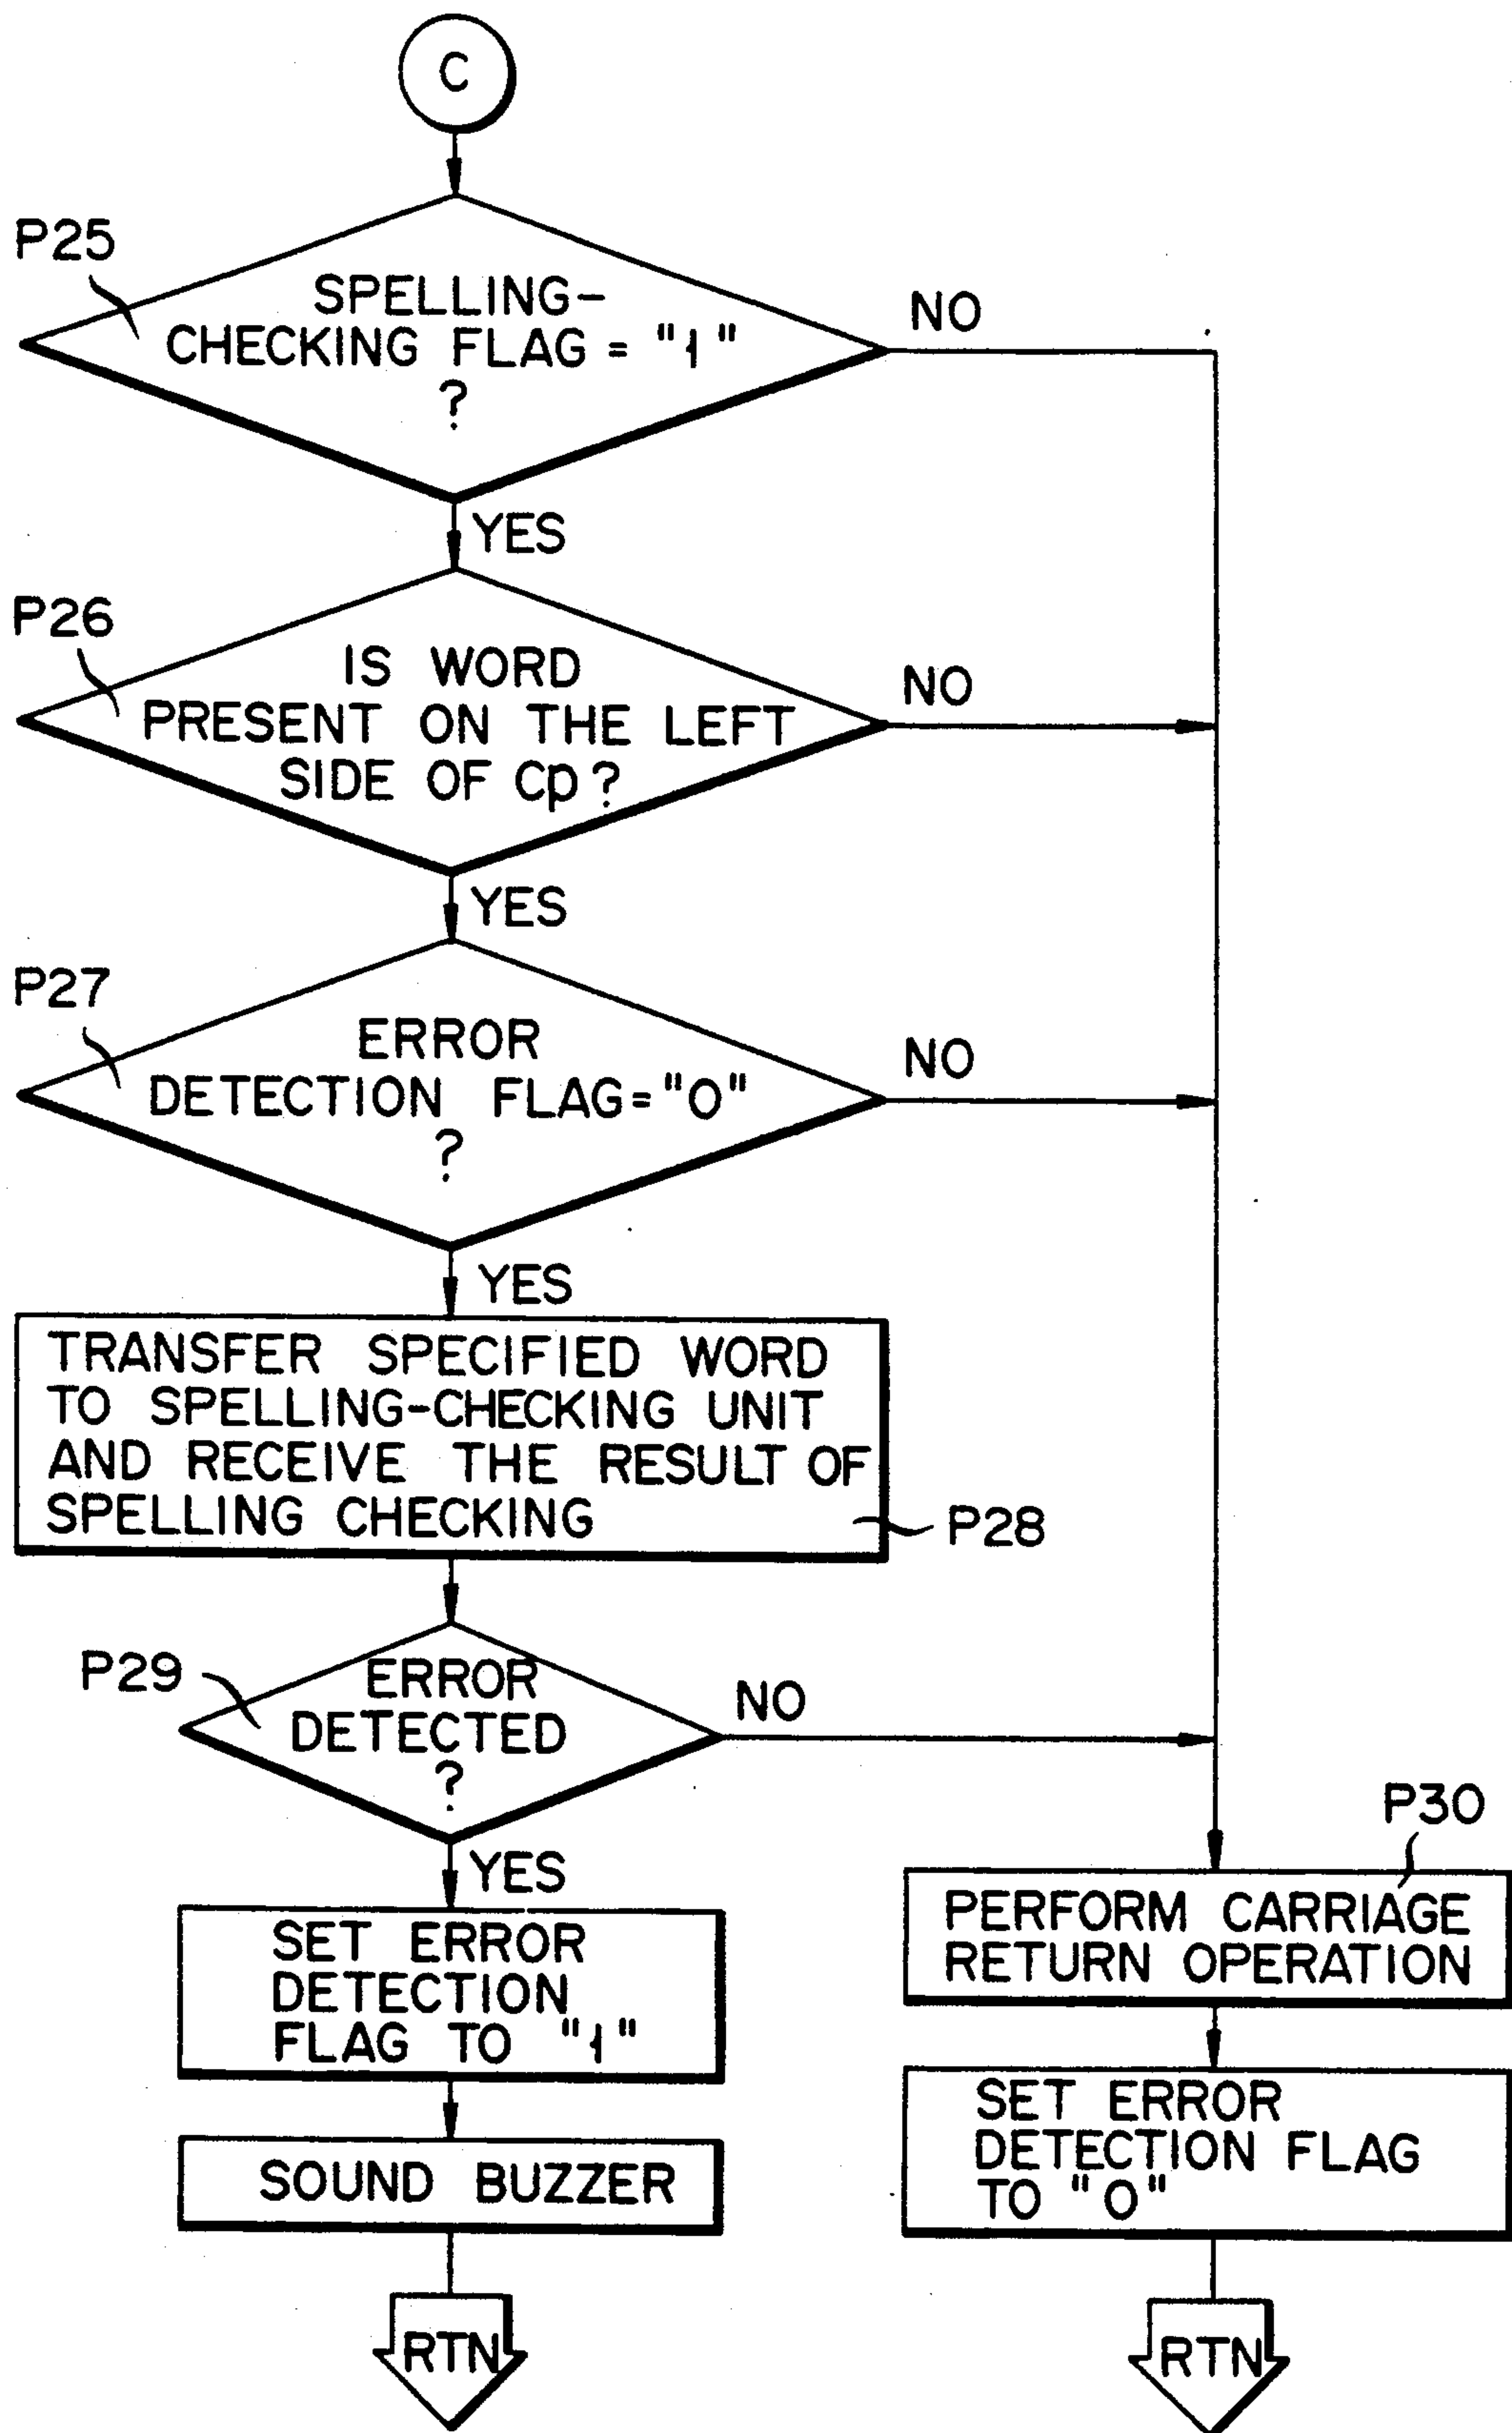 C
P25
SPELLING-
CHECKING FLAG = "1"
?
NO
YES
P26
IS WORD
PRESENT ON THE LEFT
SIDE OF Cp?
NO
YES
P27
ERROR
DETECTION FLAG="0"
?
NO
YES
TRANSFER SPECIFIED WORD
TO SPELLING-CHECKING UNIT
AND RECEIVE THE RESULT OF
SPELLING CHECKING
P28
P29
ERROR
DETECTED
?
NO
YES
SET ERROR
DETECTION
FLAG TO "1"
SOUND BUZZER
RTN
P30
PERFORM CARRIAGE
RETURN OPERATION
SET ERROR
DETECTION FLAG
TO "0"
RTN